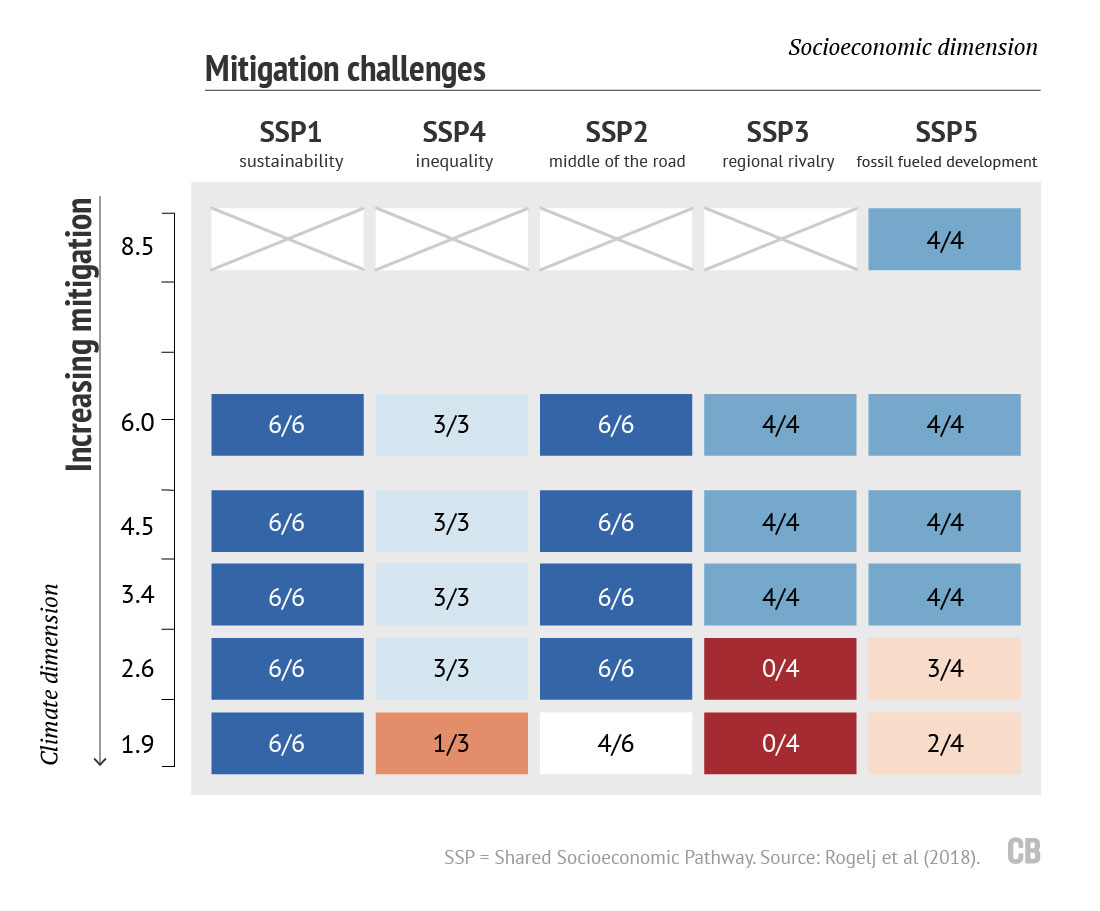 Socioeconomic dimension
Mitigation challenges
SSP1 SSP4 SSP2 SSP3 SSP5
sustainability inequality middle of the road regional rivalry fossil fueled development
Increasing mitigation
Climate dimension
8.5 4/4
6.0 6/6 3/3 6/6 4/4 4/4
4.5 6/6 3/3 6/6 4/4 4/4
3.4 6/6 3/3 6/6 4/4 4/4
2.6 6/6 3/3 6/6 0/4 3/4
1.9 6/6 1/3 4/6 0/4 2/4
SSP = Shared Socioeconomic Pathway. Source: Rogelj et al (2018).
CB